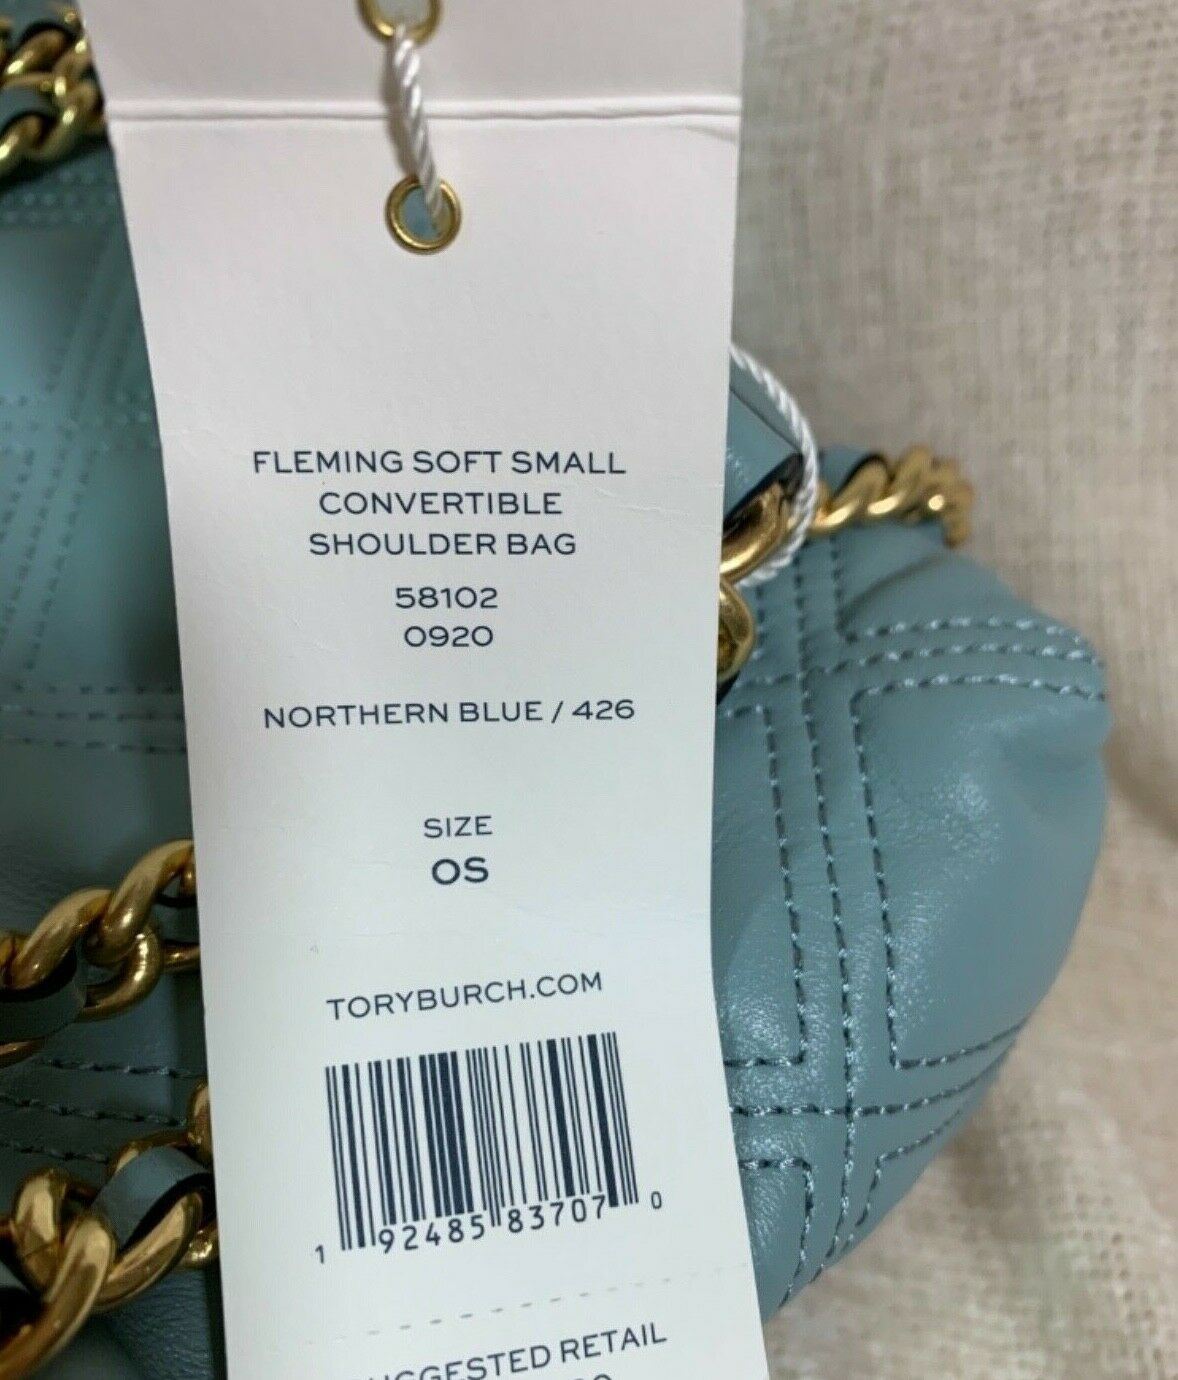 FLEMING SOFT SMALL
CONVERTIBLE
SHOULDER BAG
58102
0920
NORTHERN BLUE / 426
SIZE
OS
TORYBURCH.COM
1 92485 83707 0
RETAIL